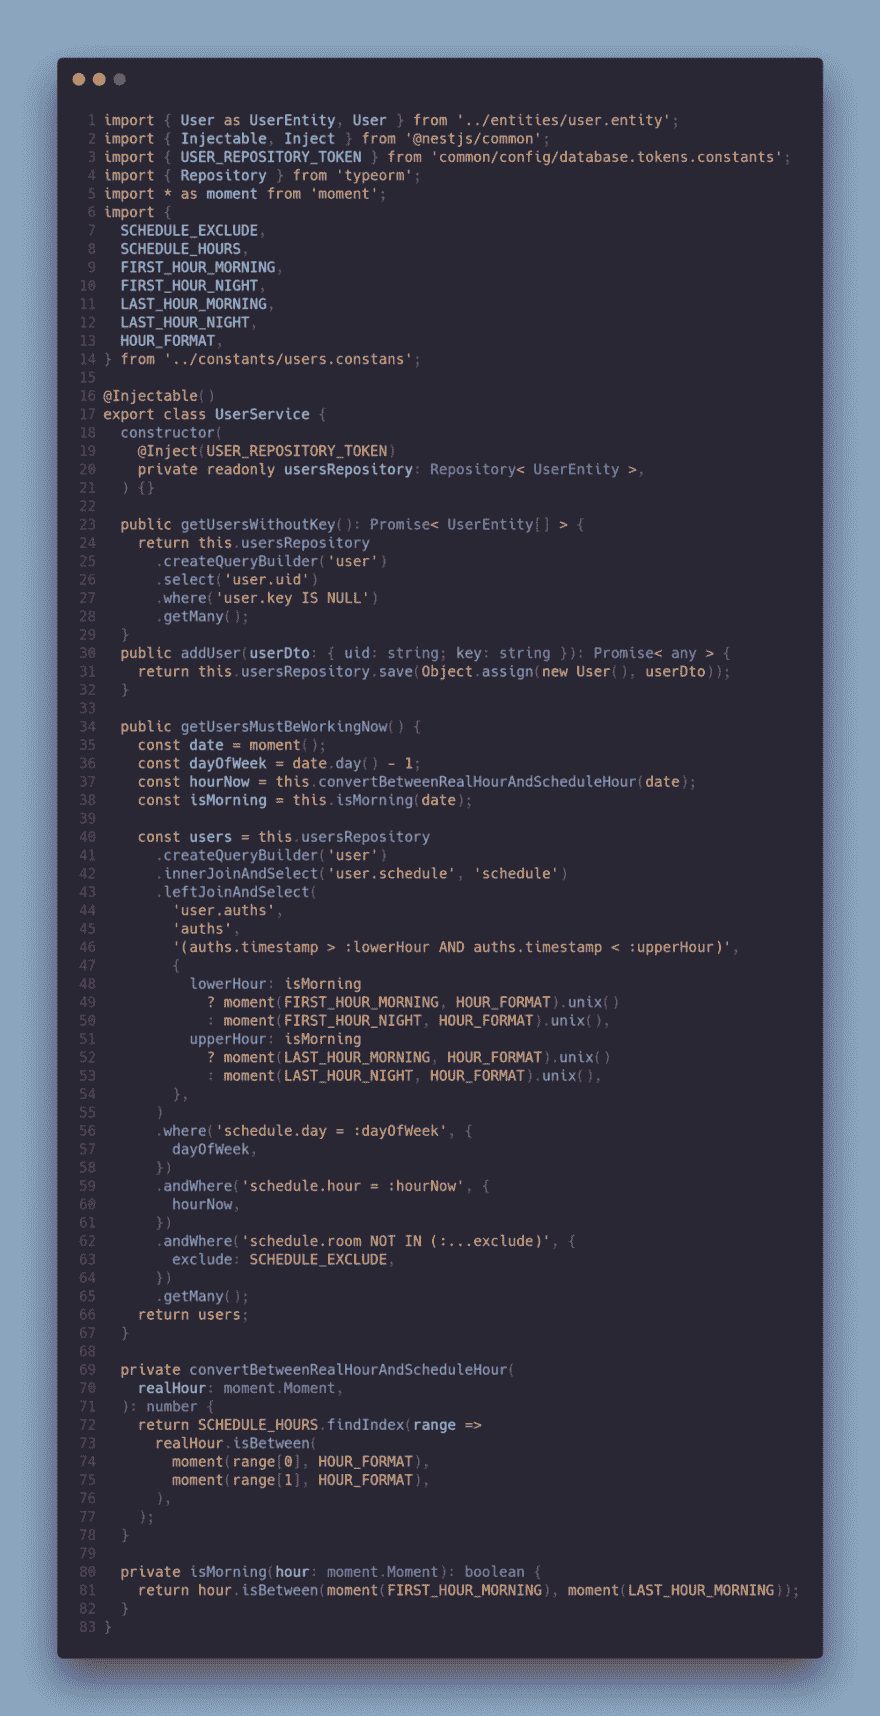 1 import { User as UserEntity, User } from '../entities/user.entity';
2 import { Injectable, Inject } from '@nestjs/common';
3 import { USER_REPOSITORY_TOKEN } from 'common/config/database.tokens.constants';
4 import { Repository } from 'typeorm';
5 import * as moment from 'moment';
6 import {
7   SCHEDULE_EXCLUDE,
8   SCHEDULE_HOURS,
9   FIRST_HOUR_MORNING,
10   FIRST_HOUR_NIGHT,
11   LAST_HOUR_MORNING,
12   LAST_HOUR_NIGHT,
13   HOUR_FORMAT,
14 } from '../constants/users.constans';
15
16 @Injectable()
17 export class UserService {
18   constructor(
19     @Inject(USER_REPOSITORY_TOKEN)
20     private readonly usersRepository: Repository< UserEntity >,
21   ) {}
22
23   public getUsersWithoutKey(): Promise< UserEntity[] > {
24     return this.usersRepository
25       .createQueryBuilder('user')
26       .select('user.uid')
27       .where('user.key IS NULL')
28       .getMany();
29   }
30   public addUser(userDto: { uid: string; key: string }): Promise< any > {
31     return this.usersRepository.save(Object.assign(new User(), userDto));
32   }
33
34   public getUsersMustBeWorkingNow() {
35     const date = moment();
36     const dayOfWeek = date.day() - 1;
37     const hourNow = this.convertBetweenRealHourAndScheduleHour(date);
38     const isMorning = this.isMorning(date);
39
40     const users = this.usersRepository
41       .createQueryBuilder('user')
42       .innerJoinAndSelect('user.schedule', 'schedule')
43       .leftJoinAndSelect(
44         'user.auths',
45         'auths',
46         '(auths.timestamp > :lowerHour AND auths.timestamp < :upperHour)',
47         {
48           lowerHour: isMorning
49             ? moment(FIRST_HOUR_MORNING, HOUR_FORMAT).unix()
50             : moment(FIRST_HOUR_NIGHT, HOUR_FORMAT).unix(),
51           upperHour: isMorning
52             ? moment(LAST_HOUR_MORNING, HOUR_FORMAT).unix()
53             : moment(LAST_HOUR_NIGHT, HOUR_FORMAT).unix(),
54         },
55       )
56       .where('schedule.day = :dayOfWeek', {
57         dayOfWeek,
58       })
59       .andWhere('schedule.hour = :hourNow', {
60         hourNow,
61       })
62       .andWhere('schedule.room NOT IN (:...exclude)', {
63         exclude: SCHEDULE_EXCLUDE,
64       })
65       .getMany();
66     return users;
67   }
68
69   private convertBetweenRealHourAndScheduleHour(
70     realHour: moment.Moment,
71   ): number {
72     return SCHEDULE_HOURS.findIndex(range =>
73       realHour.isBetween(
74         moment(range[0], HOUR_FORMAT),
75         moment(range[1], HOUR_FORMAT),
76       ),
77     );
78   }
79
80   private isMorning(hour: moment.Moment): boolean {
81     return hour.isBetween(moment(FIRST_HOUR_MORNING), moment(LAST_HOUR_MORNING));
82   }
83 }